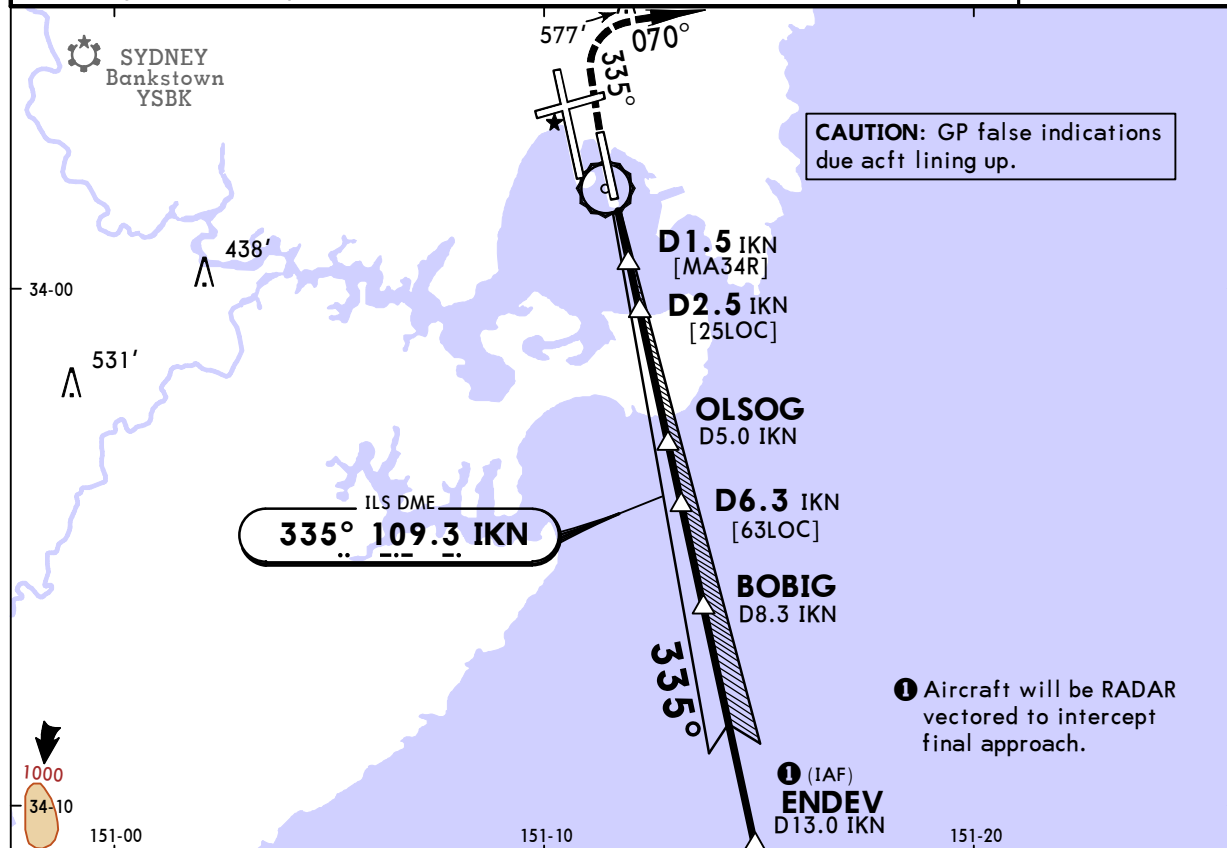 577'
070°
335°
SYDNEY
Bankstown
YSBK
CAUTION: GP false indications
due acft lining up.
438'
D1.5 IKN
[MA34R]
34-00
D2.5 IKN
[25LOC]
531'
OLSOG
D5.0 IKN
ILS DME
335° 109.3 IKN
D6.3 IKN
[63LOC]
BOBIG
D8.3 IKN
335°
1 Aircraft will be RADAR
vectored to intercept
final approach.
1000
34-10
1 (IAF)
ENDEV
D13.0 IKN
151-00
151-10
151-20